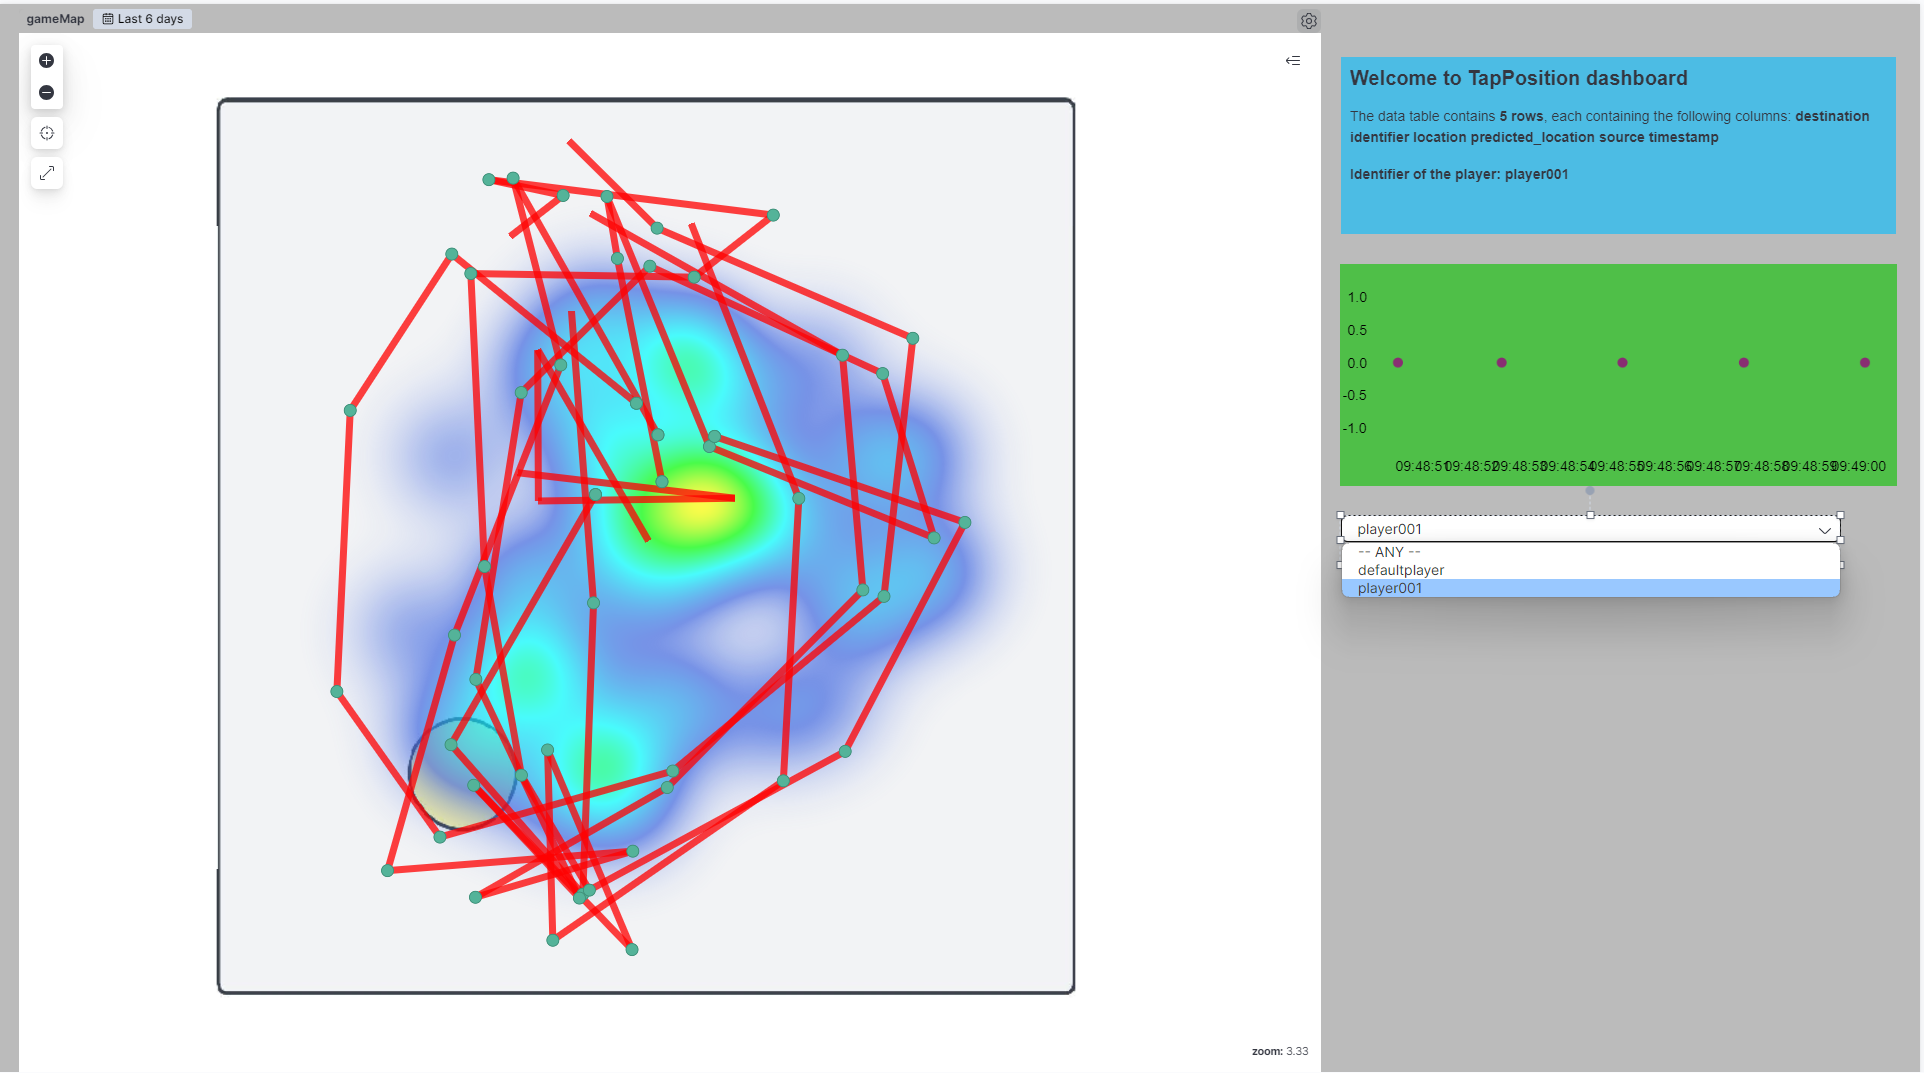 gameMap Last 6 days
Welcome to TapPosition dashboard
The data table contains 5 rows, each containing the following columns: destination
identifier location predicted_location source timestamp
Identifier of the player: player001
1.0
0.5
0.0
-0.5
-1.0
09:48:51 09:48:52 09:48:53 09:48:54 09:48:55 09:48:56 09:48:57 09:48:58 09:48:59 09:49:00
player001
-- ANY --
defaultplayer
player001
zoom: 3.33